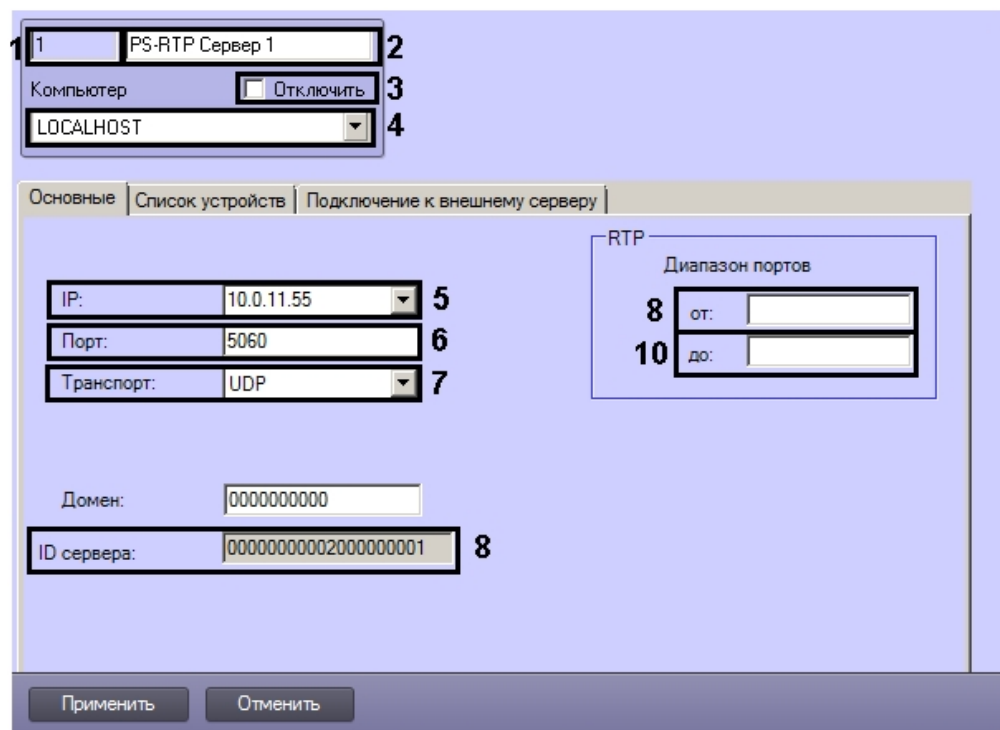 1 1 PS-RTP Сервер 1 2
Компьютер Отключить 3
LOCALHOST 4
Основные Список устройств Подключение к внешнему серверу
RTP
Диапазон портов
IP: 10.0.11.55 5 8 от:
Порт: 5060 6 10 до:
Транспорт: UDP 7
Домен: 0000000000
ID сервера: 00000000002000000001 8
Применить Отменить